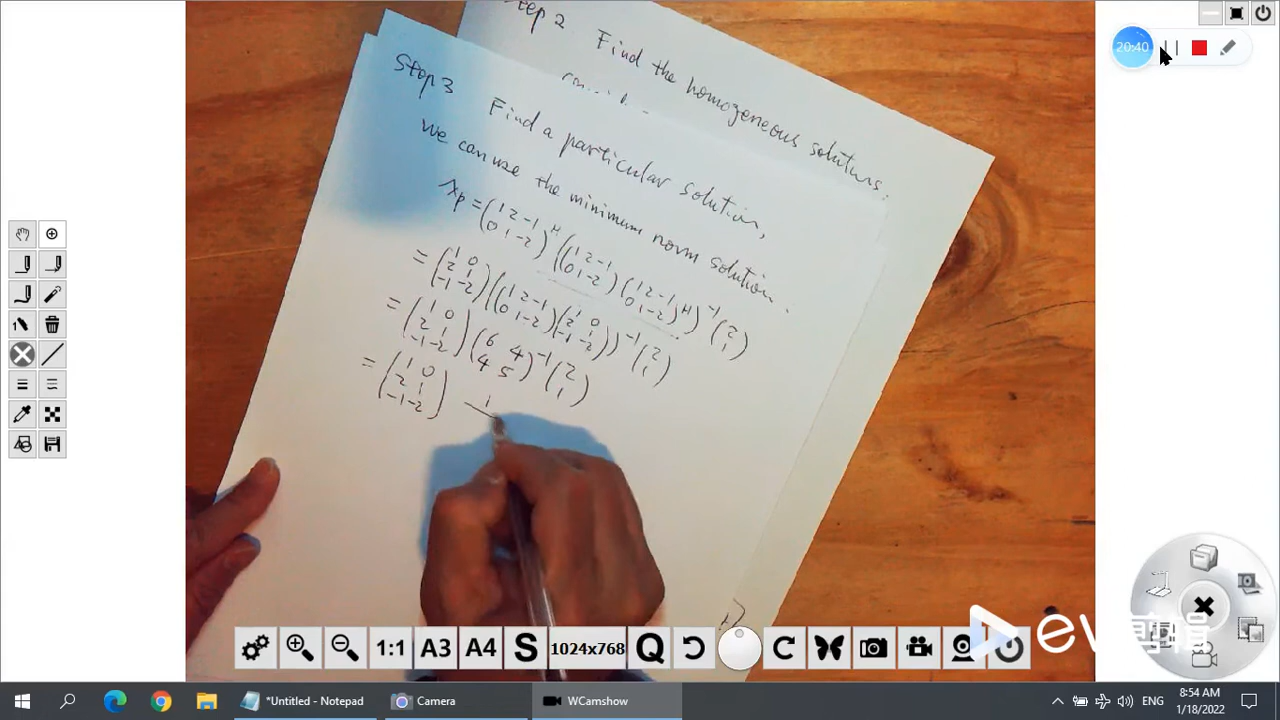 20:40
Step 2 Find the homogeneous solutions.
Step 3 Find a particular solution,
We can use the minimum norm solution.
xp = (1 2 -1 / 0 1 -2)^H ((1 2 -1 / 0 1 -2)(1 2 -1 / 0 1 -2)^H)^-1 (2 / 1)
= (1 0 / 2 1 / -1 -2)((1 2 -1 / 0 1 -2)(1 0 / 2 1 / -1 -2))^-1 (2 / 1)
= (1 0 / 2 1 / -1 -2)(6 4 / 4 5)^-1 (2 / 1)
= (1 0 / 2 1 / -1 -2) 1
1:1 A3 A4 S 1024x768 Q
*Untitled - Notepad Camera WCamshow ENG 8:54 AM
1/18/2022